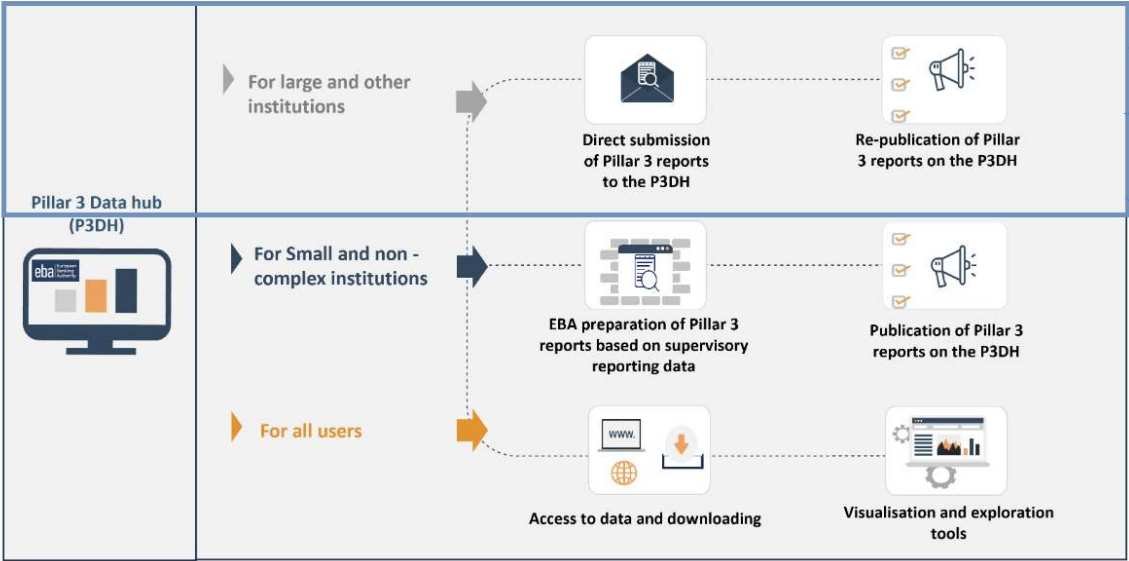 Pillar 3 Data hub
(P3DH)
eba European
Banking
Authority
For large and other
institutions
Direct submission
of Pillar 3 reports
to the P3DH
Re-publication of Pillar
3 reports on the P3DH
For Small and non -
complex institutions
EBA preparation of Pillar 3
reports based on supervisory
reporting data
Publication of Pillar 3
reports on the P3DH
For all users
www.
Access to data and downloading
Visualisation and exploration
tools